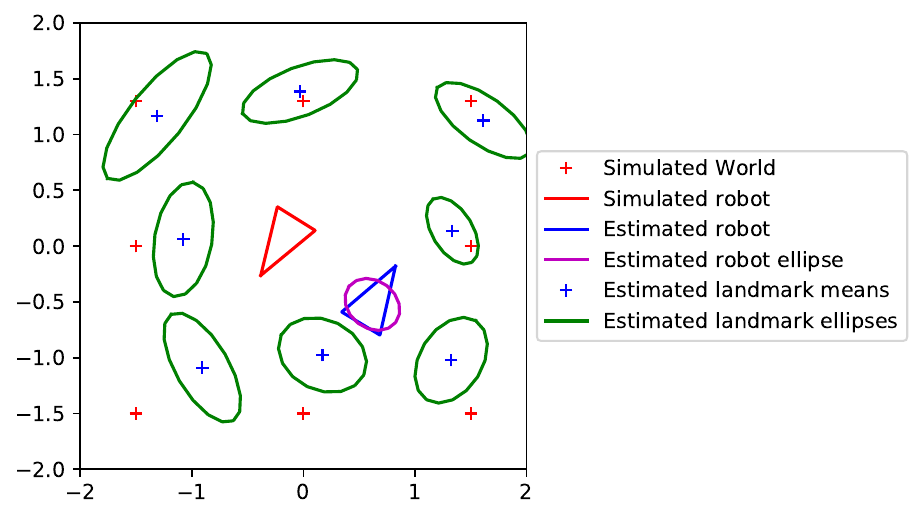 2.0
1.5
1.0
0.5
0.0
−0.5
−1.0
−1.5
−2.0
−2
−1
0
1
2
Simulated World
Simulated robot
Estimated robot
Estimated robot ellipse
Estimated landmark means
Estimated landmark ellipses